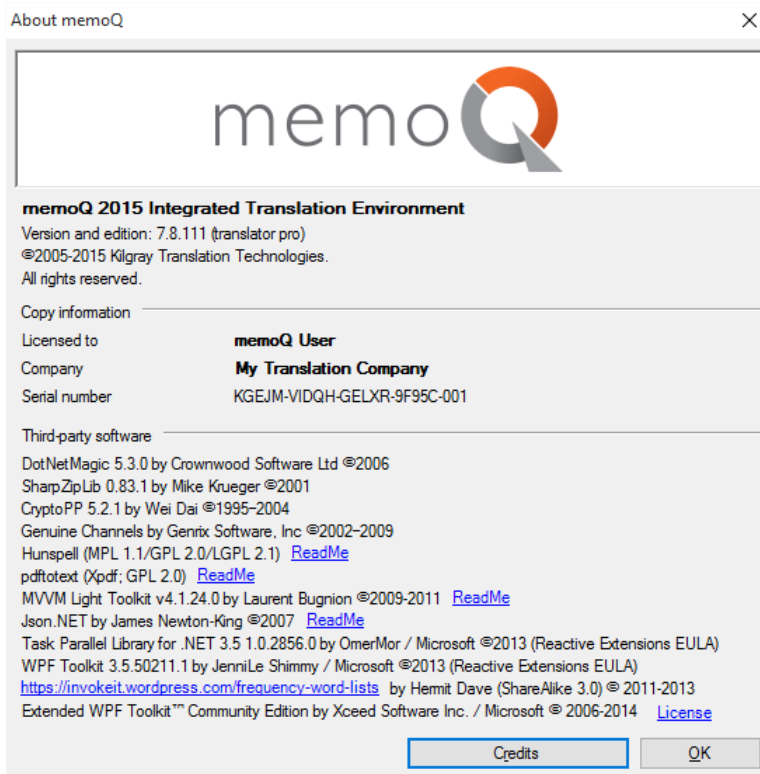 About memoQ
memoQ
memoQ 2015 Integrated Translation Environment
Version and edition: 7.8.111 (translator pro)
©2005-2015 Kilgray Translation Technologies.
All rights reserved.
Copy information
Licensed to memoQ User
Company My Translation Company
Serial number KGEJM-VIDQH-GELXR-9F95C-001
Third-party software
DotNetMagic 5.3.0 by Crownwood Software Ltd ©2006
SharpZipLib 0.83.1 by Mike Krueger ©2001
CryptoPP 5.2.1 by Wei Dai ©1995–2004
Genuine Channels by Genrix Software, Inc ©2002–2009
Hunspell (MPL 1.1/GPL 2.0/LGPL 2.1) ReadMe
pdftotext (Xpdf; GPL 2.0) ReadMe
MVVM Light Toolkit v4.1.24.0 by Laurent Bugnion ©2009-2011 ReadMe
Json.NET by James Newton-King ©2007 ReadMe
Task Parallel Library for .NET 3.5 1.0.2856.0 by OmerMor / Microsoft ©2013 (Reactive Extensions EULA)
WPF Toolkit 3.5.50211.1 by JenniLe Shimmy / Microsoft ©2013 (Reactive Extensions EULA)
https://invokeit.wordpress.com/frequency-word-lists by Hermit Dave (ShareAlike 3.0) © 2011-2013
Extended WPF Toolkit™ Community Edition by Xceed Software Inc. / Microsoft © 2006-2014 License
Credits OK